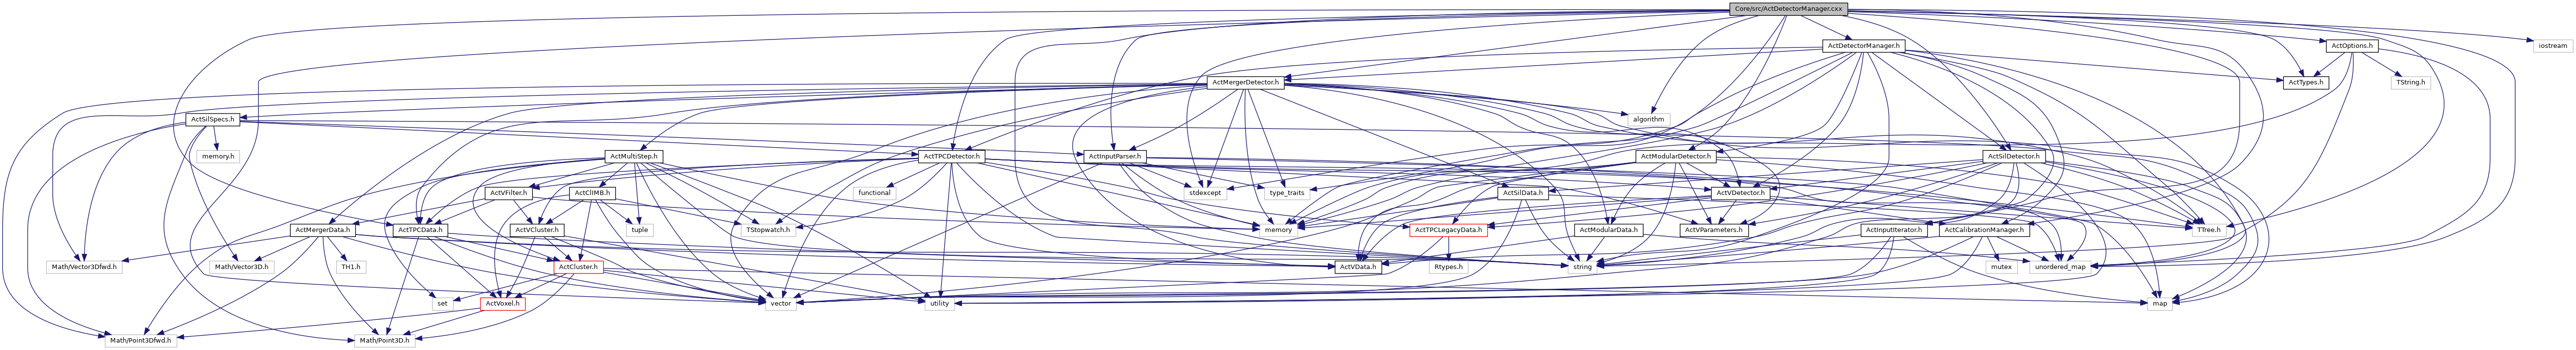 Core/src/ActDetectorManager.cxx
ActDetectorManager.h
ActOptions.h
iostream
ActMergerDetector.h
ActTypes.h
TString.h
ActSilSpecs.h
algorithm
memory.h
ActMultiStep.h
ActTPCDetector.h
ActInputParser.h
ActModularDetector.h
ActSilDetector.h
ActVFilter.h
ActClIMB.h
functional
stdexcept
type_traits
ActSilData.h
ActVDetector.h
ActMergerData.h
ActTPCData.h
ActVCluster.h
tuple
TStopwatch.h
memory
ActTPCLegacyData.h
ActModularData.h
ActVParameters.h
ActInputIterator.h
ActCalibrationManager.h
TTree.h
Math/Vector3Dfwd.h
Math/Vector3D.h
TH1.h
ActCluster.h
ActVData.h
Rtypes.h
string
mutex
unordered_map
set
ActVoxel.h
vector
utility
map
Math/Point3Dfwd.h
Math/Point3D.h